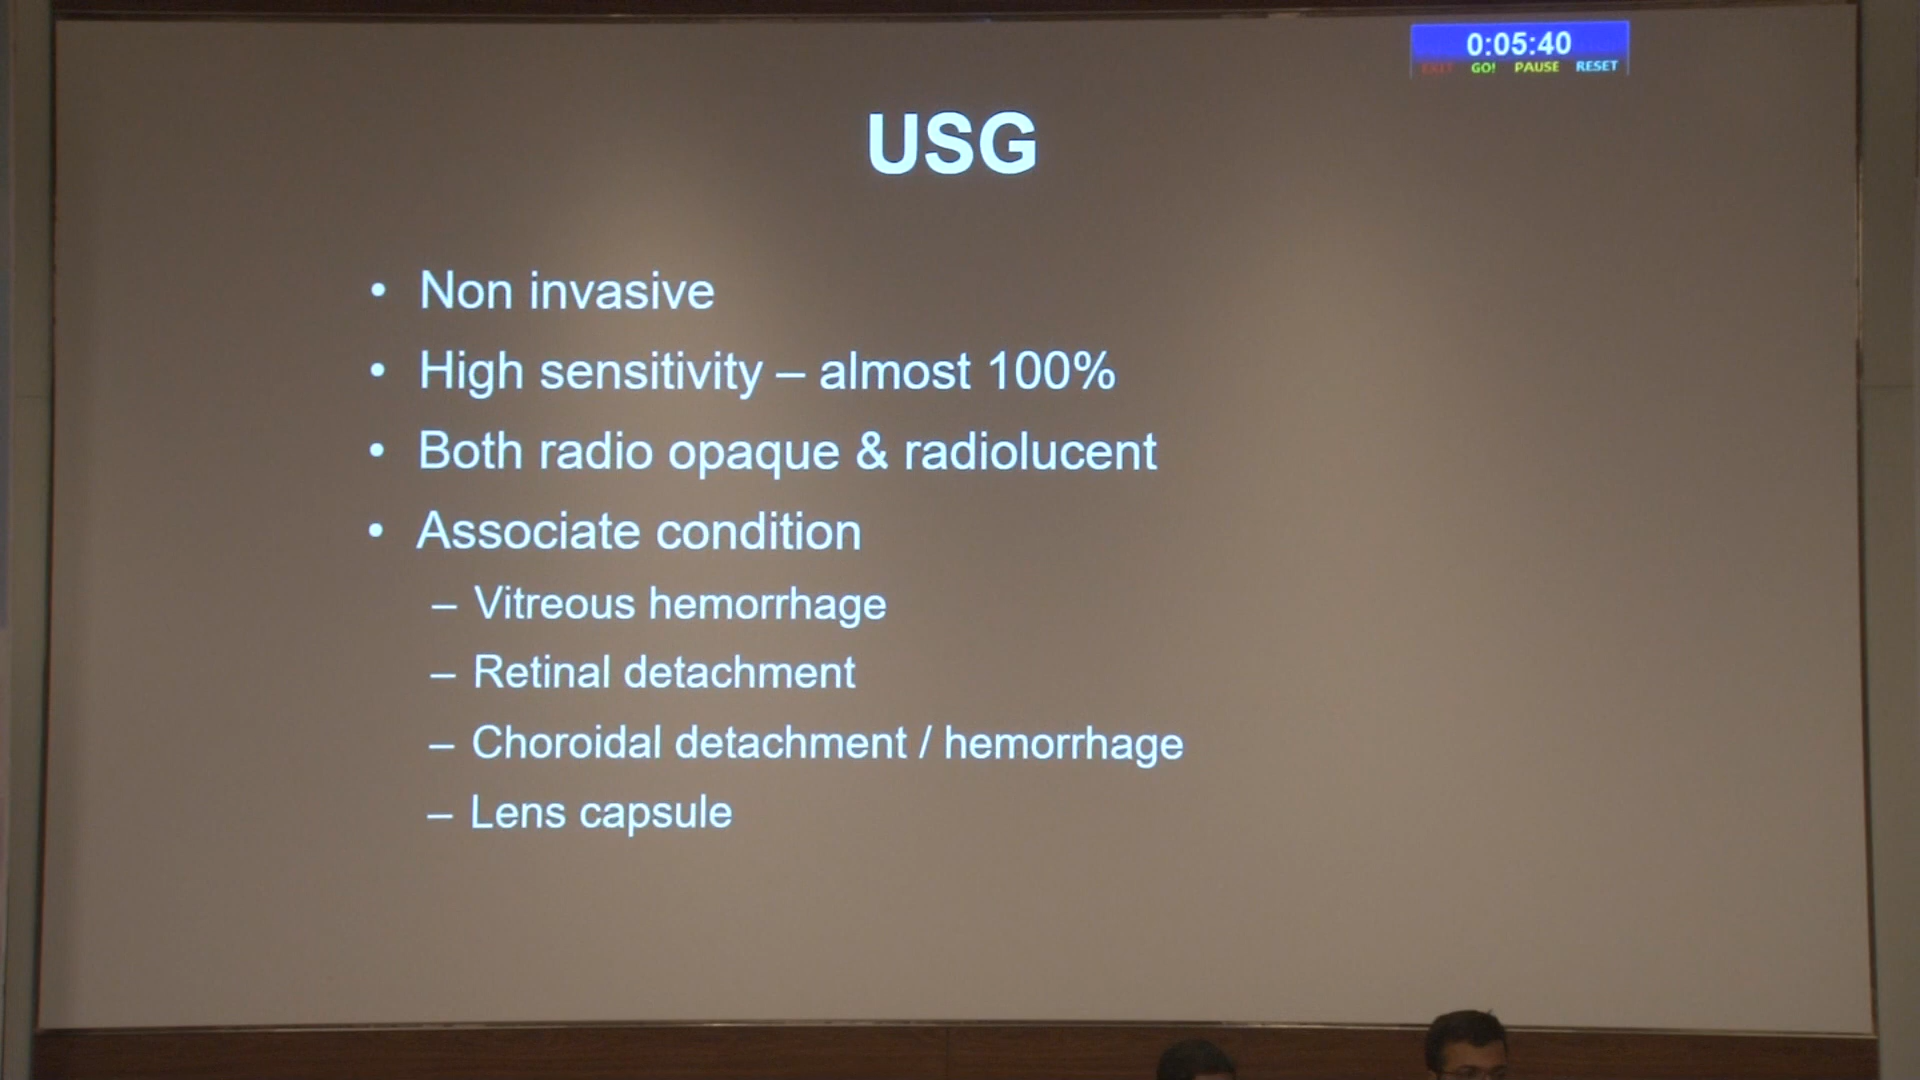 0:05:40
EXIT GO! PAUSE RESET
USG
• Non invasive
• High sensitivity – almost 100%
• Both radio opaque & radiolucent
• Associate condition
– Vitreous hemorrhage
– Retinal detachment
– Choroidal detachment / hemorrhage
– Lens capsule